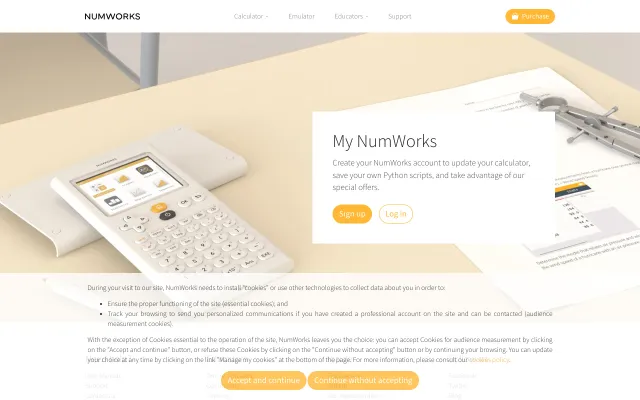 NUMWORKS
Calculator
Emulator
Educators
Support
Purchase
My NumWorks
Create your NumWorks account to update your calculator,
save your own Python scripts, and take advantage of our
special offers.
Sign up
Log in
During your visit to our site, NumWorks needs to install "cookies" or use other technologies to collect data about you in order to:
Ensure the proper functioning of the site (essential cookies); and
Track your browsing to send you personalized communications if you have created a professional account on the site and can be contacted (audience
measurement cookies).
With the exception of Cookies essential to the operation of the site, NumWorks leaves you the choice: you can accept Cookies for audience measurement by clicking
on the "Accept and continue" button, or refuse these Cookies by clicking on the "Continue without accepting" button or by continuing your browsing. You can update
your choice at any time by clicking on the link "Manage my cookies" at the bottom of the page. For more information, please consult our cookies policy.
Accept and continue
Continue without accepting